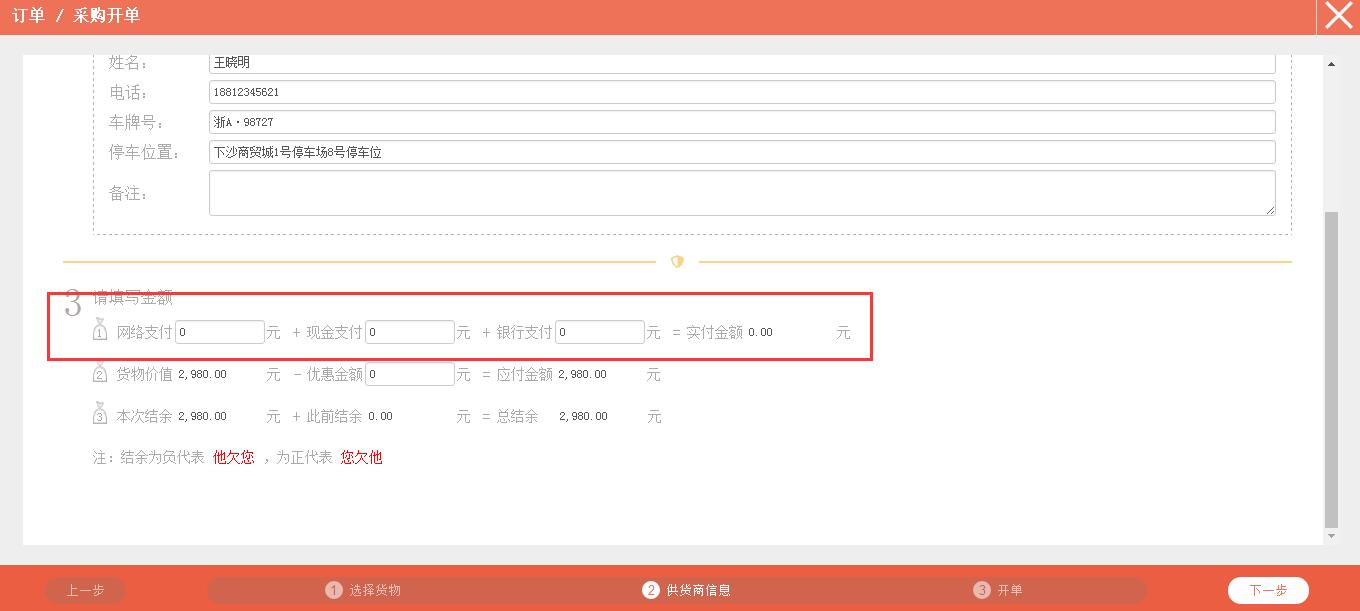 订单 / 采购开单
姓名： 王晓明
电话： 18812345621
车牌号： 浙A·98727
停车位置： 下沙商贸城1号停车场8号停车位
备注：
3 请填写金额
1 网络支付 0 元 + 现金支付 0 元 + 银行支付 0 元 = 实付金额 0.00 元
2 货物价值 2,980.00 元 - 优惠金额 0 元 = 应付金额 2,980.00 元
3 本次结余 2,980.00 元 + 此前结余 0.00 元 = 总结余 2,980.00 元
注：结余为负代表 他欠您 ，为正代表 您欠他
上一步 1 选择货物 2 供货商信息 3 开单 下一步